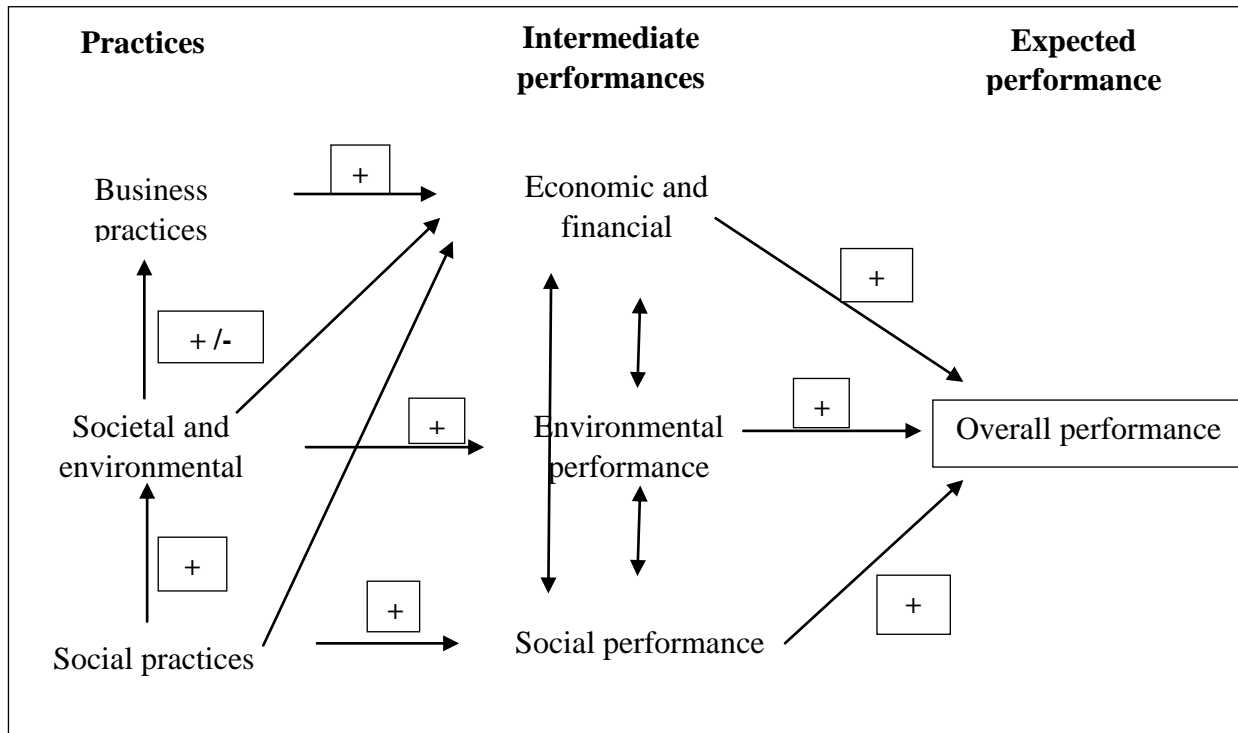 Practices
Intermediate
performances
Expected
performance
+
Business
practices
Economic and
financial
+
+ /-
+
+
Societal and
environmental
Environmental
performance
Overall performance
+
+
+
Social practices
Social performance